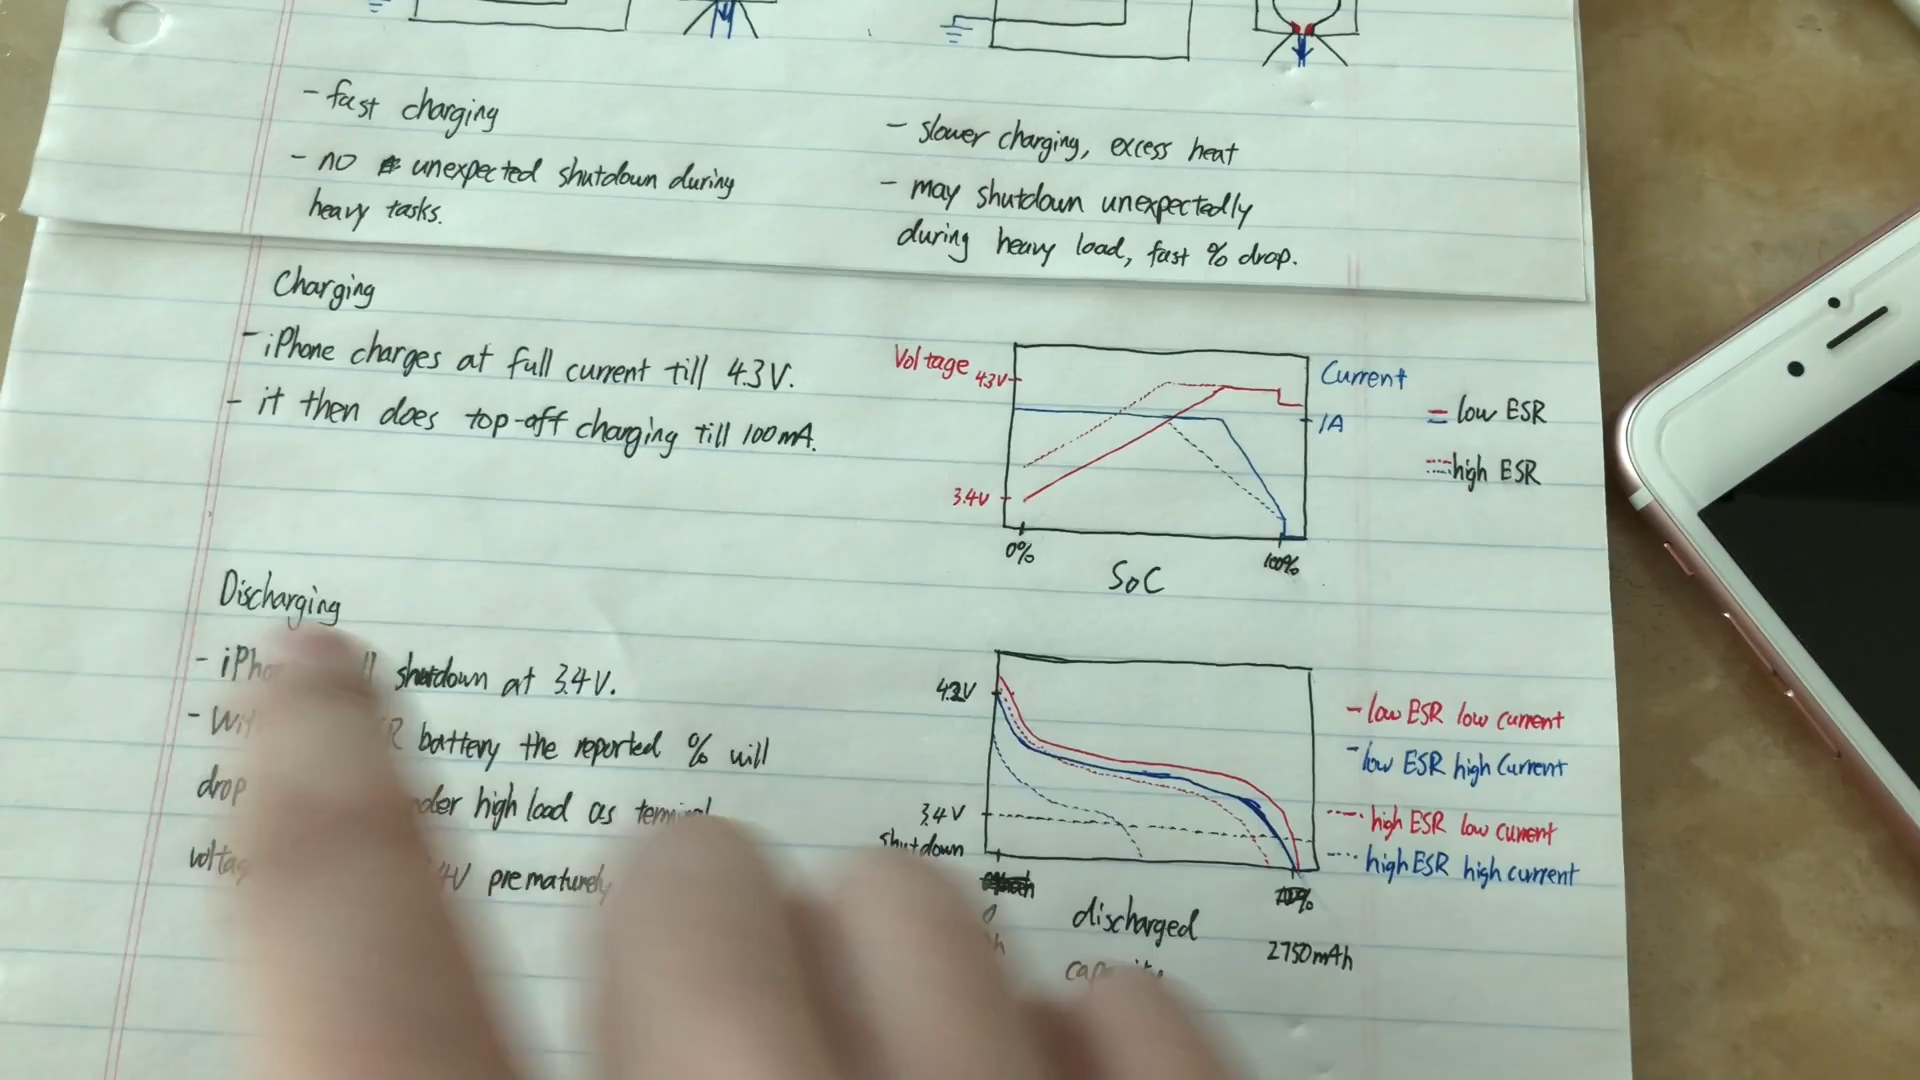 - fast charging
- no unexpected shutdown during
heavy tasks.
- slower charging, excess heat
- may shutdown unexpectedly
during heavy load, fast % drop.
Charging
- iPhone charges at full current till 4.3V.
- it then does top-off charging till 100mA.
Voltage
4.3V
3.4V
Current
1A
0%
100%
SoC
low ESR
high ESR
Discharging
- shutdown at 3.4V.
- battery the reported % will
drop high load as
prematurely
4.2V
3.4V
shutdown
0
discharged
2750mAh
- low ESR low current
- low ESR high current
high ESR low current
high ESR high current